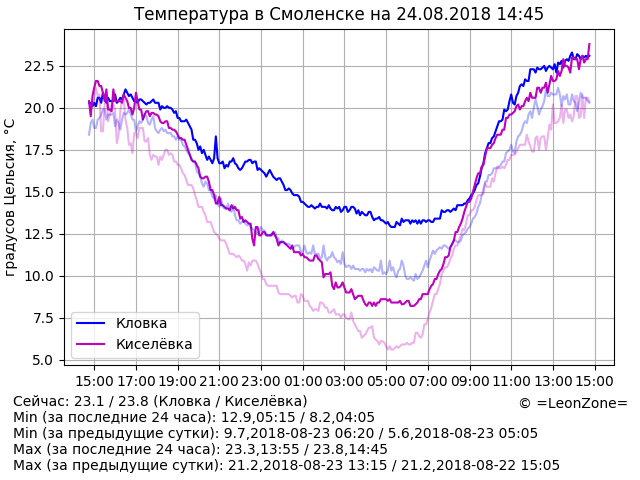 Температура в Смоленске на 24.08.2018 14:45
градусов Цельсия, °C
22.5
20.0
17.5
15.0
12.5
10.0
7.5
5.0
Кловка
Киселёвка
15:00 17:00 19:00 21:00 23:00 01:00 03:00 05:00 07:00 09:00 11:00 13:00 15:00
Сейчас: 23.1 / 23.8 (Кловка / Киселёвка)
© =LeonZone=
Min (за последние 24 часа): 12.9,05:15 / 8.2,04:05
Min (за предыдущие сутки): 9.7,2018-08-23 06:20 / 5.6,2018-08-23 05:05
Max (за последние 24 часа): 23.3,13:55 / 23.8,14:45
Max (за предыдущие сутки): 21.2,2018-08-23 13:15 / 21.2,2018-08-22 15:05